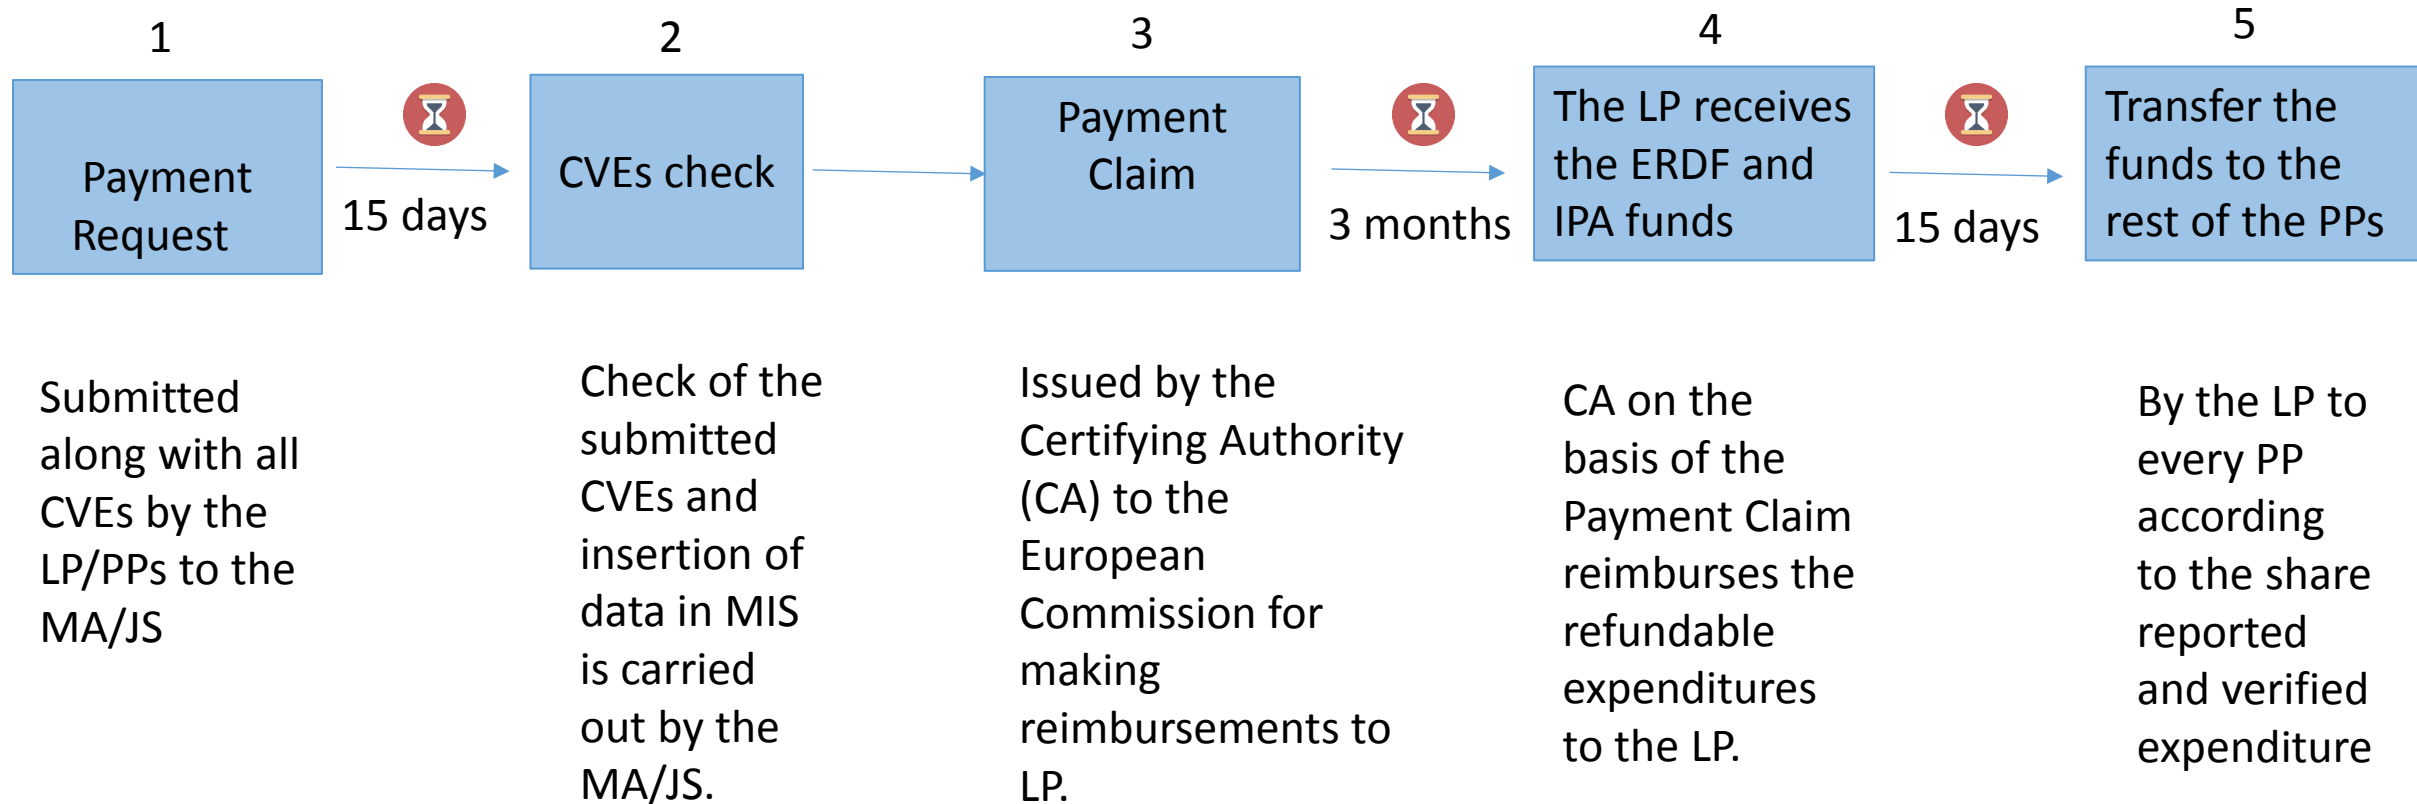 1
Payment
Request
15 days
2
CVEs check
3
Payment
Claim
3 months
4
The LP receives
the ERDF and
IPA funds
15 days
5
Transfer the
funds to the
rest of the PPs
Submitted
along with all
CVEs by the
LP/PPs to the
MA/JS
Check of the
submitted
CVEs and
insertion of
data in MIS
is carried
out by the
MA/JS.
Issued by the
Certifying Authority
(CA) to the
European
Commission for
making
reimbursements to
LP.
CA on the
basis of the
Payment Claim
reimburses the
refundable
expenditures
to the LP.
By the LP to
every PP
according
to the share
reported
and verified
expenditure